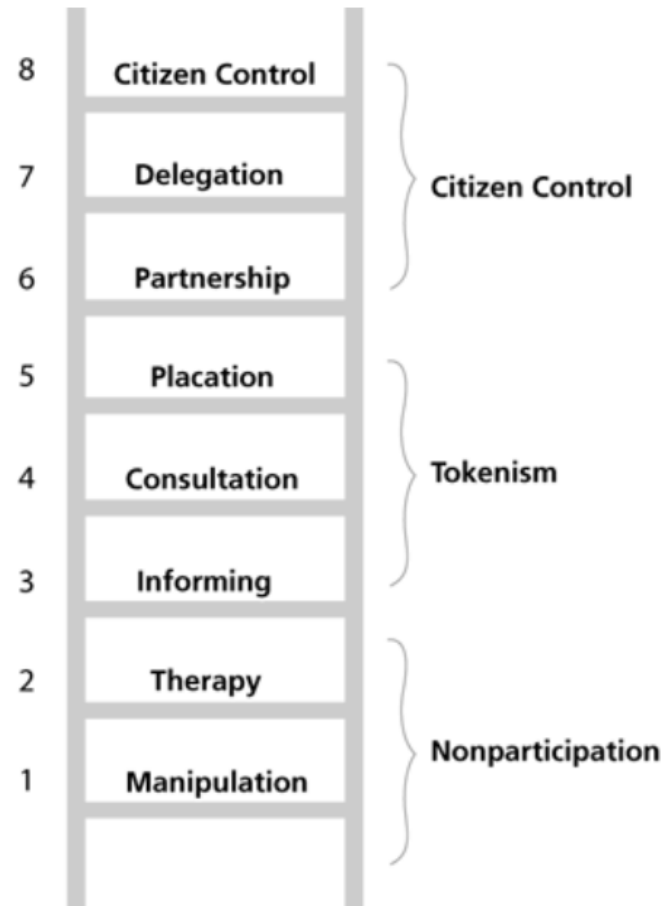 8 Citizen Control
7 Delegation
Citizen Control
6 Partnership
5 Placation
4 Consultation
Tokenism
3 Informing
2 Therapy
Nonparticipation
1 Manipulation